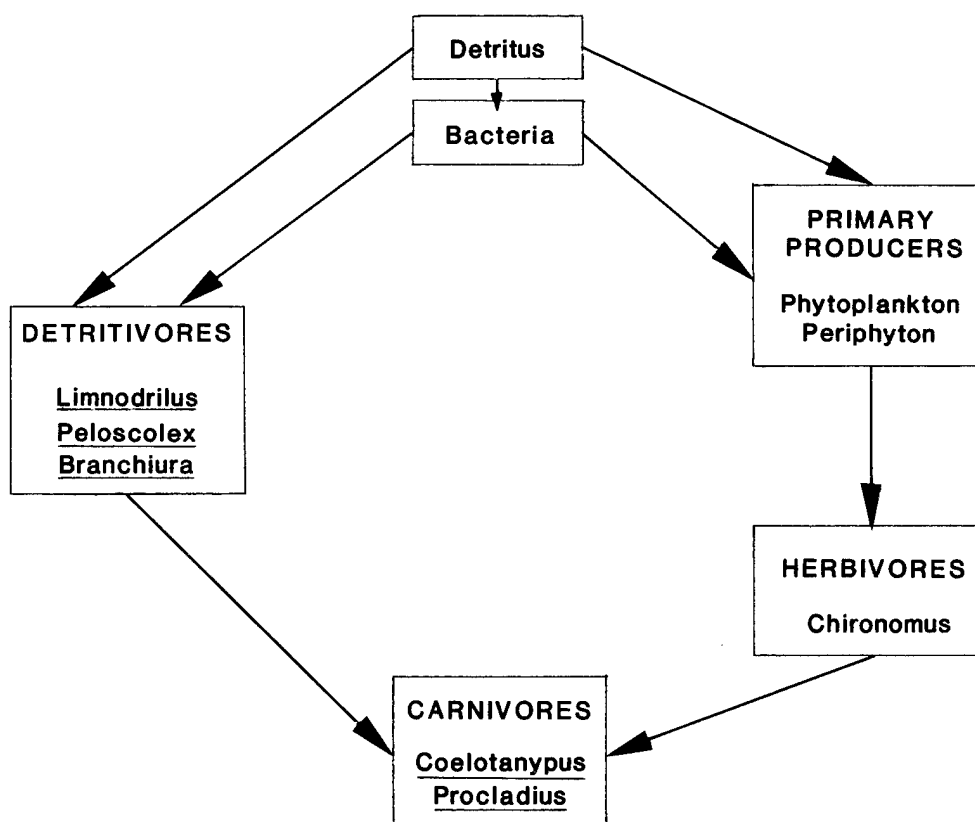 Detritus
Bacteria
PRIMARY
PRODUCERS
Phytoplankton
Periphyton
DETRITIVORES
Limnodrilus
Peloscolex
Branchiura
HERBIVORES
Chironomus
CARNIVORES
Coelotanypus
Procladius